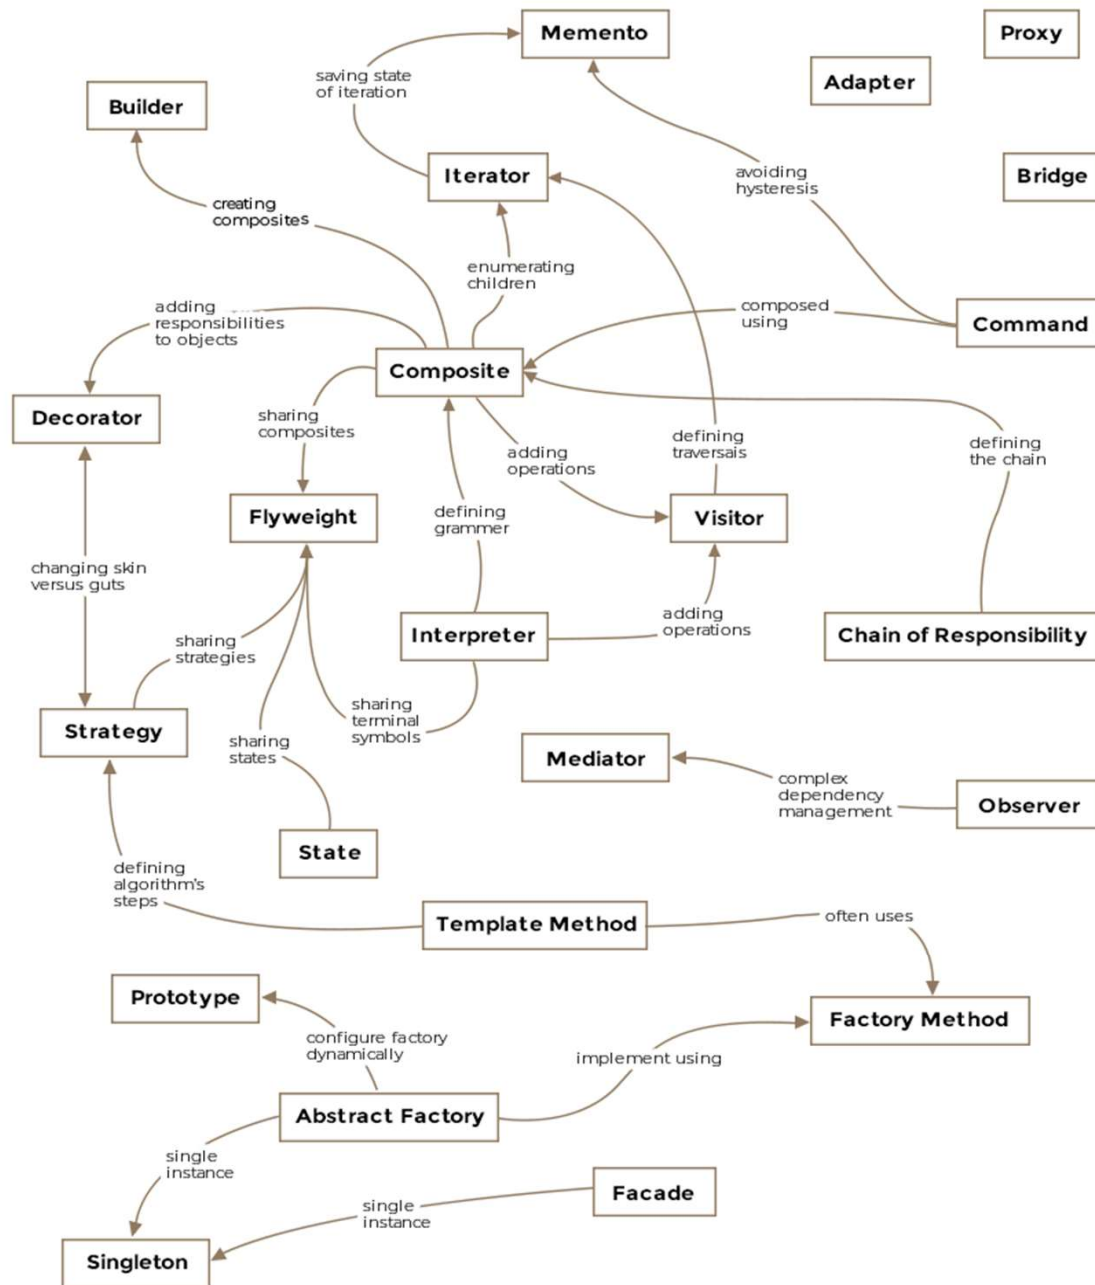 Memento
Proxy
Adapter
saving state
of iteration
Builder
Iterator
avoiding
hysteresis
Bridge
creating
composites
enumerating
children
adding
responsibilities
to objects
composed
using
Command
Composite
Decorator
sharing
composites
adding
operations
defining
traversais
defining
the chain
Flyweight
defining
grammer
Visitor
changing skin
versus guts
sharing
strategies
Interpreter
adding
operations
Chain of Responsibility
sharing
terminal
symbols
Strategy
sharing
states
Mediator
complex
dependency
management
Observer
State
defining
algorithm's
steps
Template Method
often uses
Prototype
Factory Method
configure factory
dynamically
implement using
Abstract Factory
single
instance
Facade
single
instance
Singleton